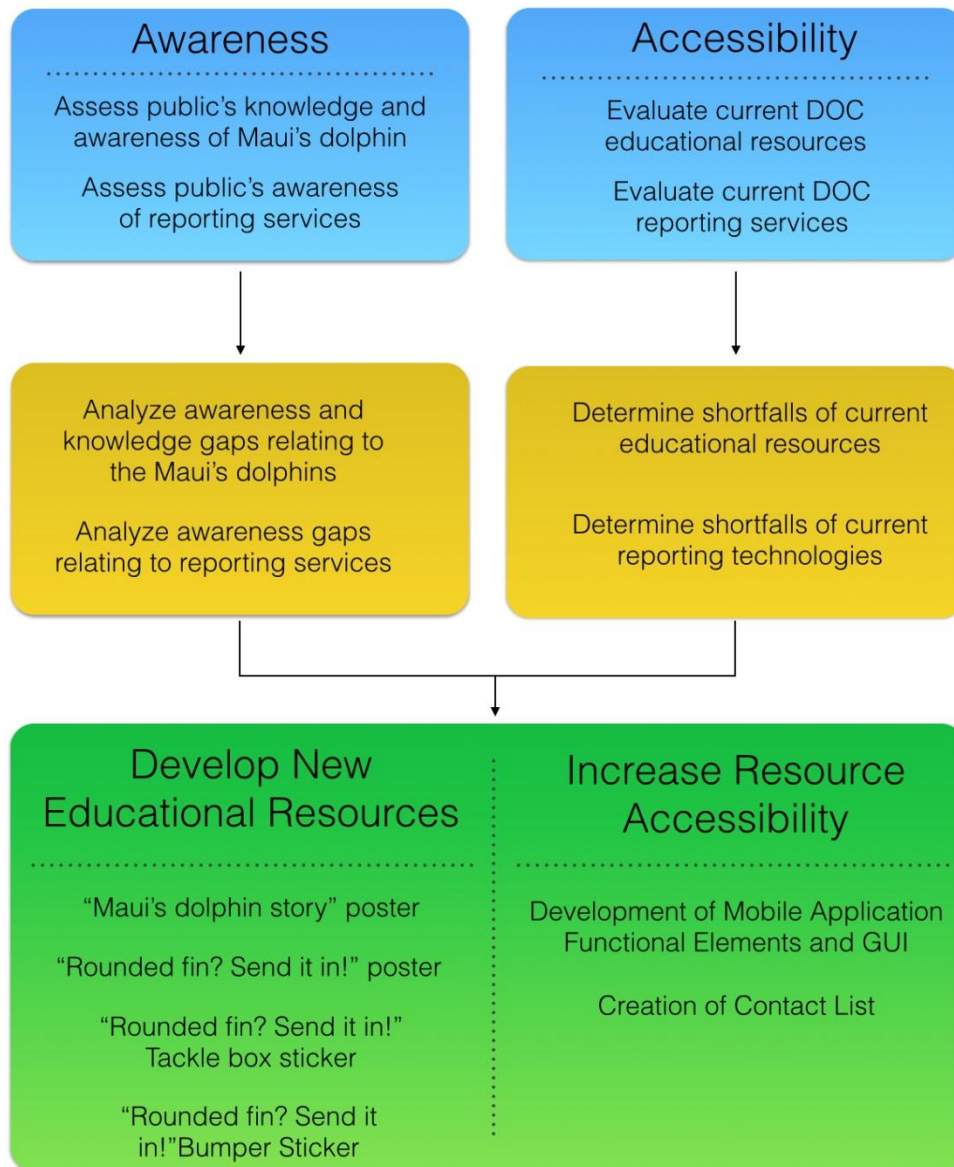 Awareness
Assess public’s knowledge and
awareness of Maui’s dolphin
Assess public’s awareness
of reporting services
Accessibility
Evaluate current DOC
educational resources
Evaluate current DOC
reporting services
Analyze awareness and
knowledge gaps relating to
the Maui’s dolphins
Analyze awareness gaps
relating to reporting services
Determine shortfalls of current
educational resources
Determine shortfalls of current
reporting technologies
Develop New
Educational Resources
“Maui’s dolphin story” poster
“Rounded fin? Send it in!” poster
“Rounded fin? Send it in!”
Tackle box sticker
“Rounded fin? Send it
in!”Bumper Sticker
Increase Resource
Accessibility
Development of Mobile Application
Functional Elements and GUI
Creation of Contact List